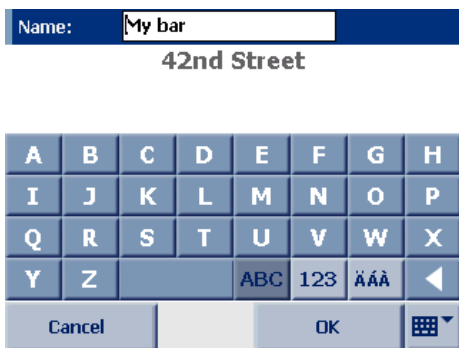 Name: My bar
42nd Street
A B C D E F G H
I J K L M N O P
Q R S T U V W X
Y Z ABC 123 ÄÁÀ
Cancel OK